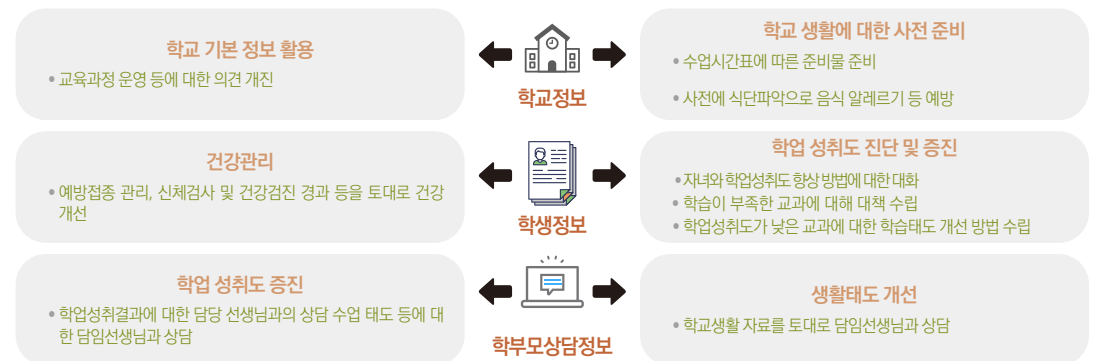 학교 기본 정보 활용
• 교육과정 운영 등에 대한 의견 개진
학교정보
학교 생활에 대한 사전 준비
• 수업시간표에 따른 준비물 준비
• 사전에 식단파악으로 음식 알레르기 등 예방
건강관리
• 예방접종 관리, 신체검사 및 건강검진 경과 등을 토대로 건강
개선
학생정보
학업 성취도 진단 및 증진
• 자녀와 학업성취도 향상 방법에 대한 대화
• 학습이 부족한 교과에 대해 대책 수립
• 학업성취도가 낮은 교과에 대한 학습태도 개선 방법 수립
학업 성취도 증진
• 학업성취결과에 대한 담당 선생님과의 상담 수업 태도 등에 대
한 담임선생님과 상담
학부모상담정보
생활태도 개선
• 학교생활 자료를 토대로 담임선생님과 상담